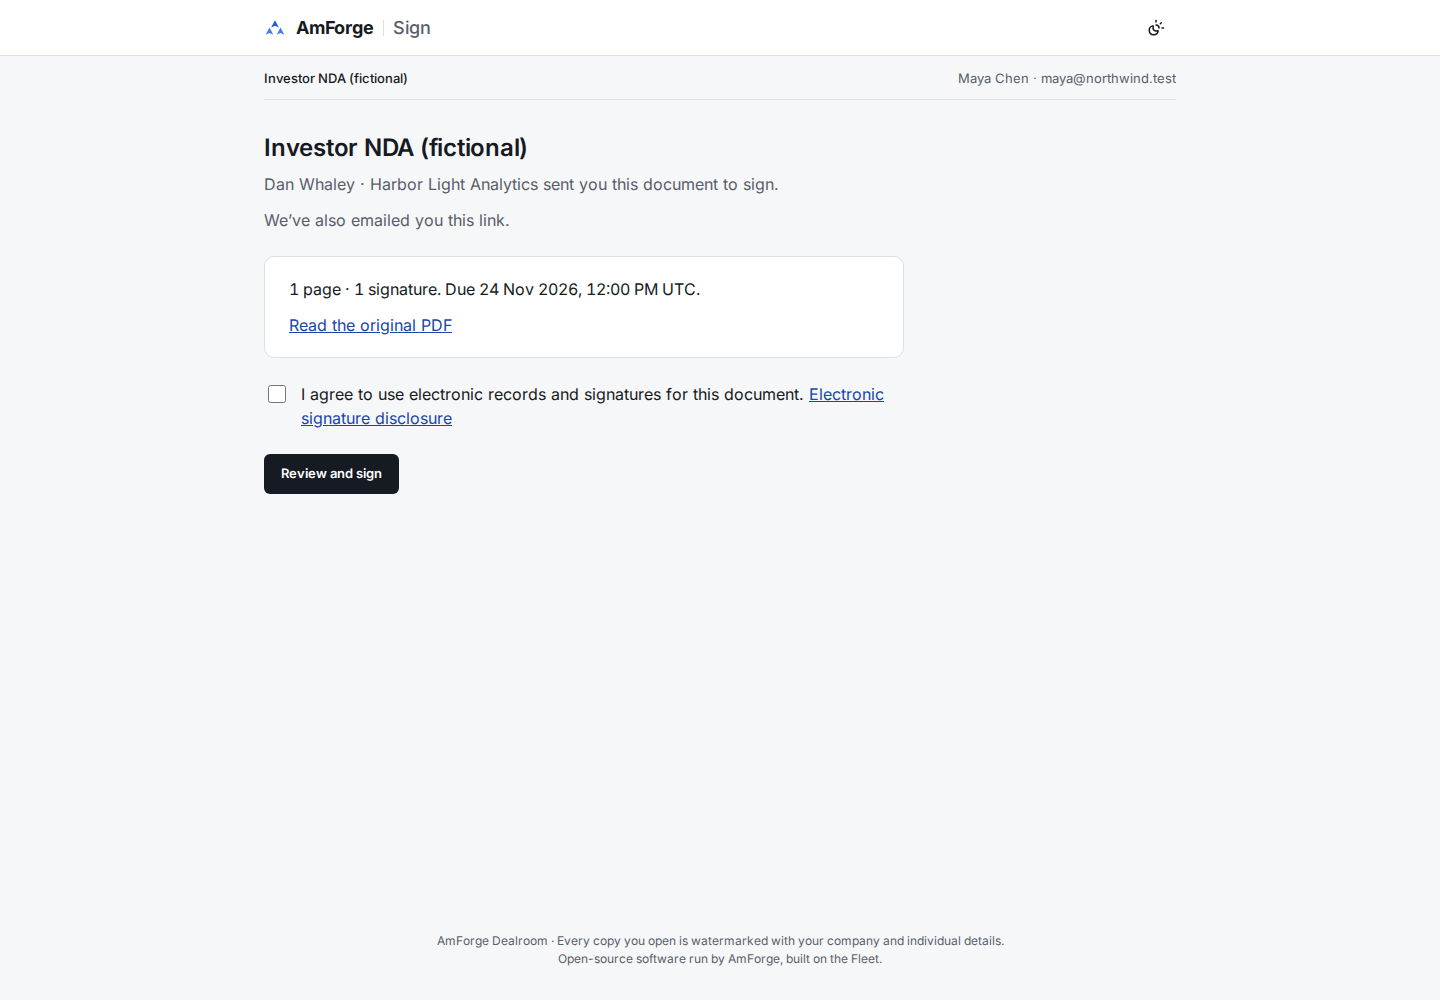 AmForge Sign
Investor NDA (fictional)
Maya Chen · maya@northwind.test
Investor NDA (fictional)
Dan Whaley · Harbor Light Analytics sent you this document to sign.
We’ve also emailed you this link.
1 page · 1 signature. Due 24 Nov 2026, 12:00 PM UTC.
Read the original PDF
I agree to use electronic records and signatures for this document. Electronic
signature disclosure
Review and sign
AmForge Dealroom · Every copy you open is watermarked with your company and individual details.
Open-source software run by AmForge, built on the Fleet.